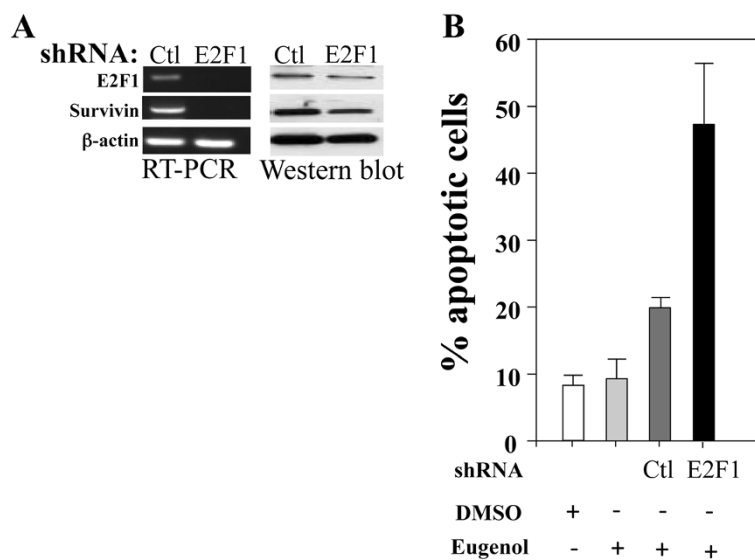 A
shRNA: Ctl E2F1 Ctl E2F1
E2F1
Survivin
β-actin
RT-PCR Western blot
B
% apoptotic cells
60
50
40
30
20
10
0
shRNA Ctl E2F1
DMSO + - - -
Eugenol - + + +